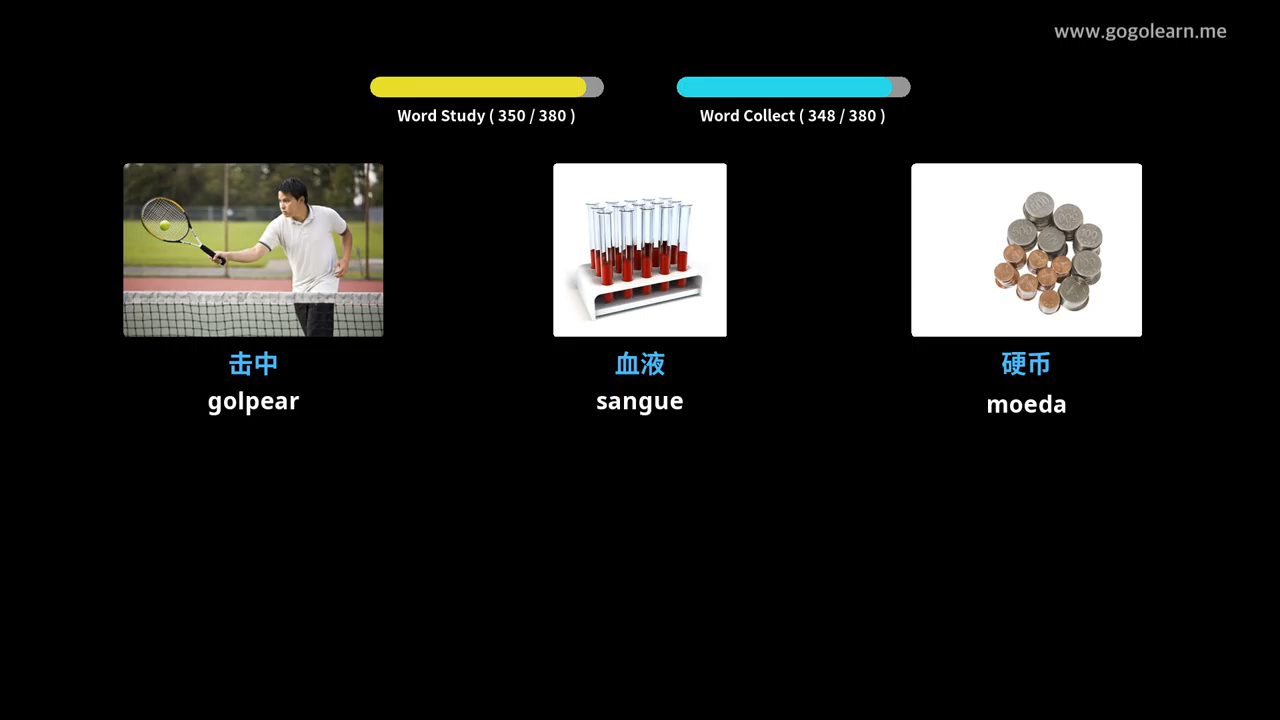 www.gogolearn.me
Word Study ( 350 / 380 )
Word Collect ( 348 / 380 )
击中
血液
硬币
golpear
sangue
moeda